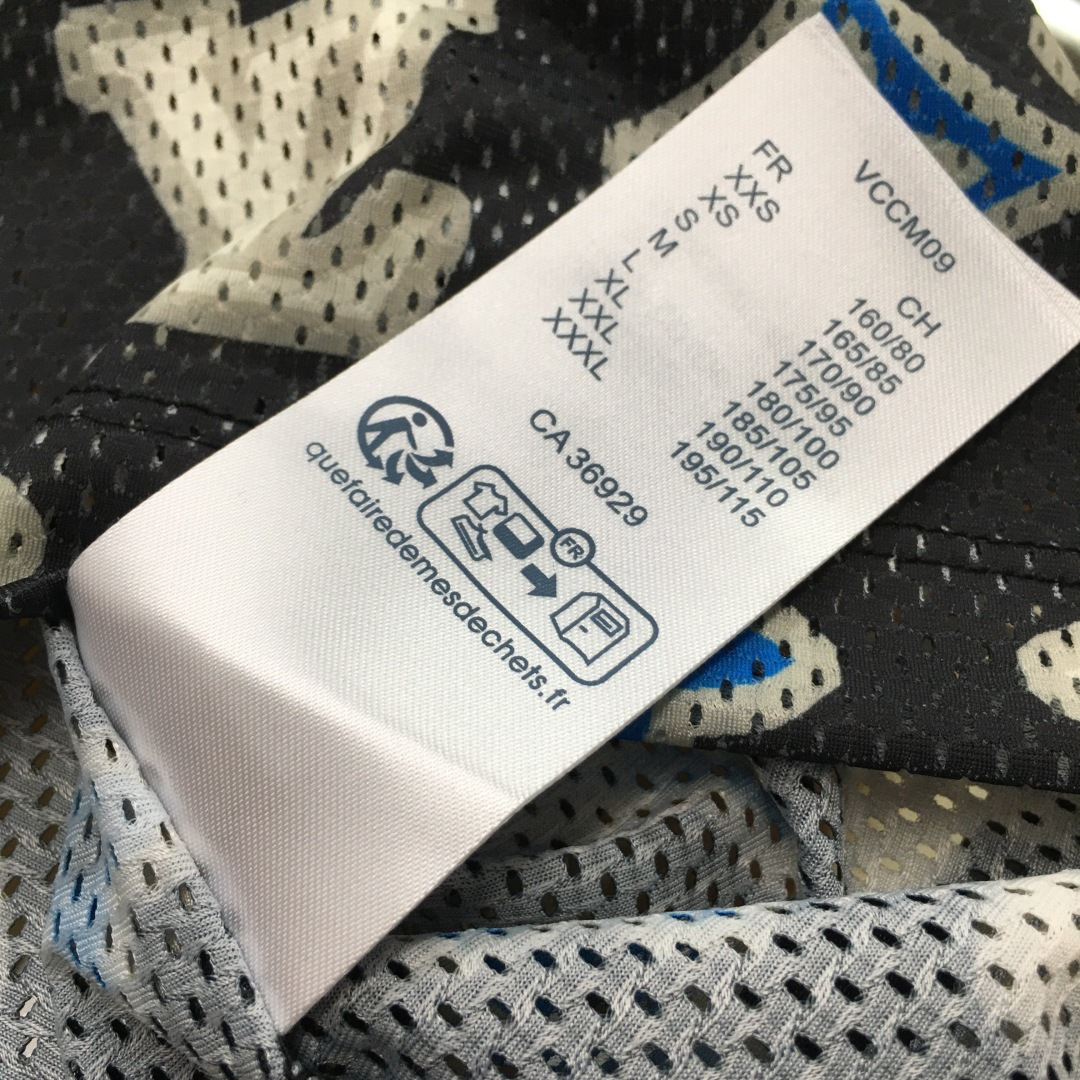 VCCM09
FR CH
XXS 160/80
XS 165/85
S 170/90
M 175/95
L 180/100
XL 185/105
XXL 190/110
XXXL 195/115
CA 36929
FR
quefairedemesdechets.fr